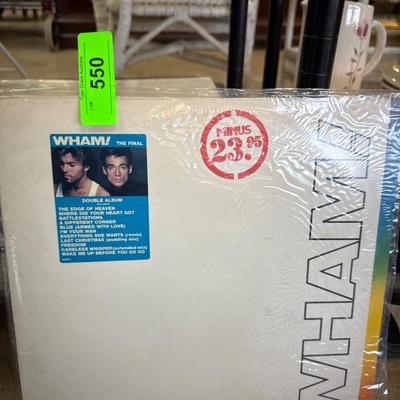 550
Lot#
WHAM! THE FINAL
DOUBLE ALBUM
THE EDGE OF HEAVEN
WHERE DID YOUR HEART GO?
BATTLESTATIONS
A DIFFERENT CORNER
BLUE (ARMED WITH LOVE)
I'M YOUR MAN
EVERYTHING SHE WANTS (remix)
LAST CHRISTMAS (pudding mix)
FREEDOM
CARELESS WHISPER (extended mix)
WAKE ME UP BEFORE YOU GO GO
MINUS
23.95
WHAM!